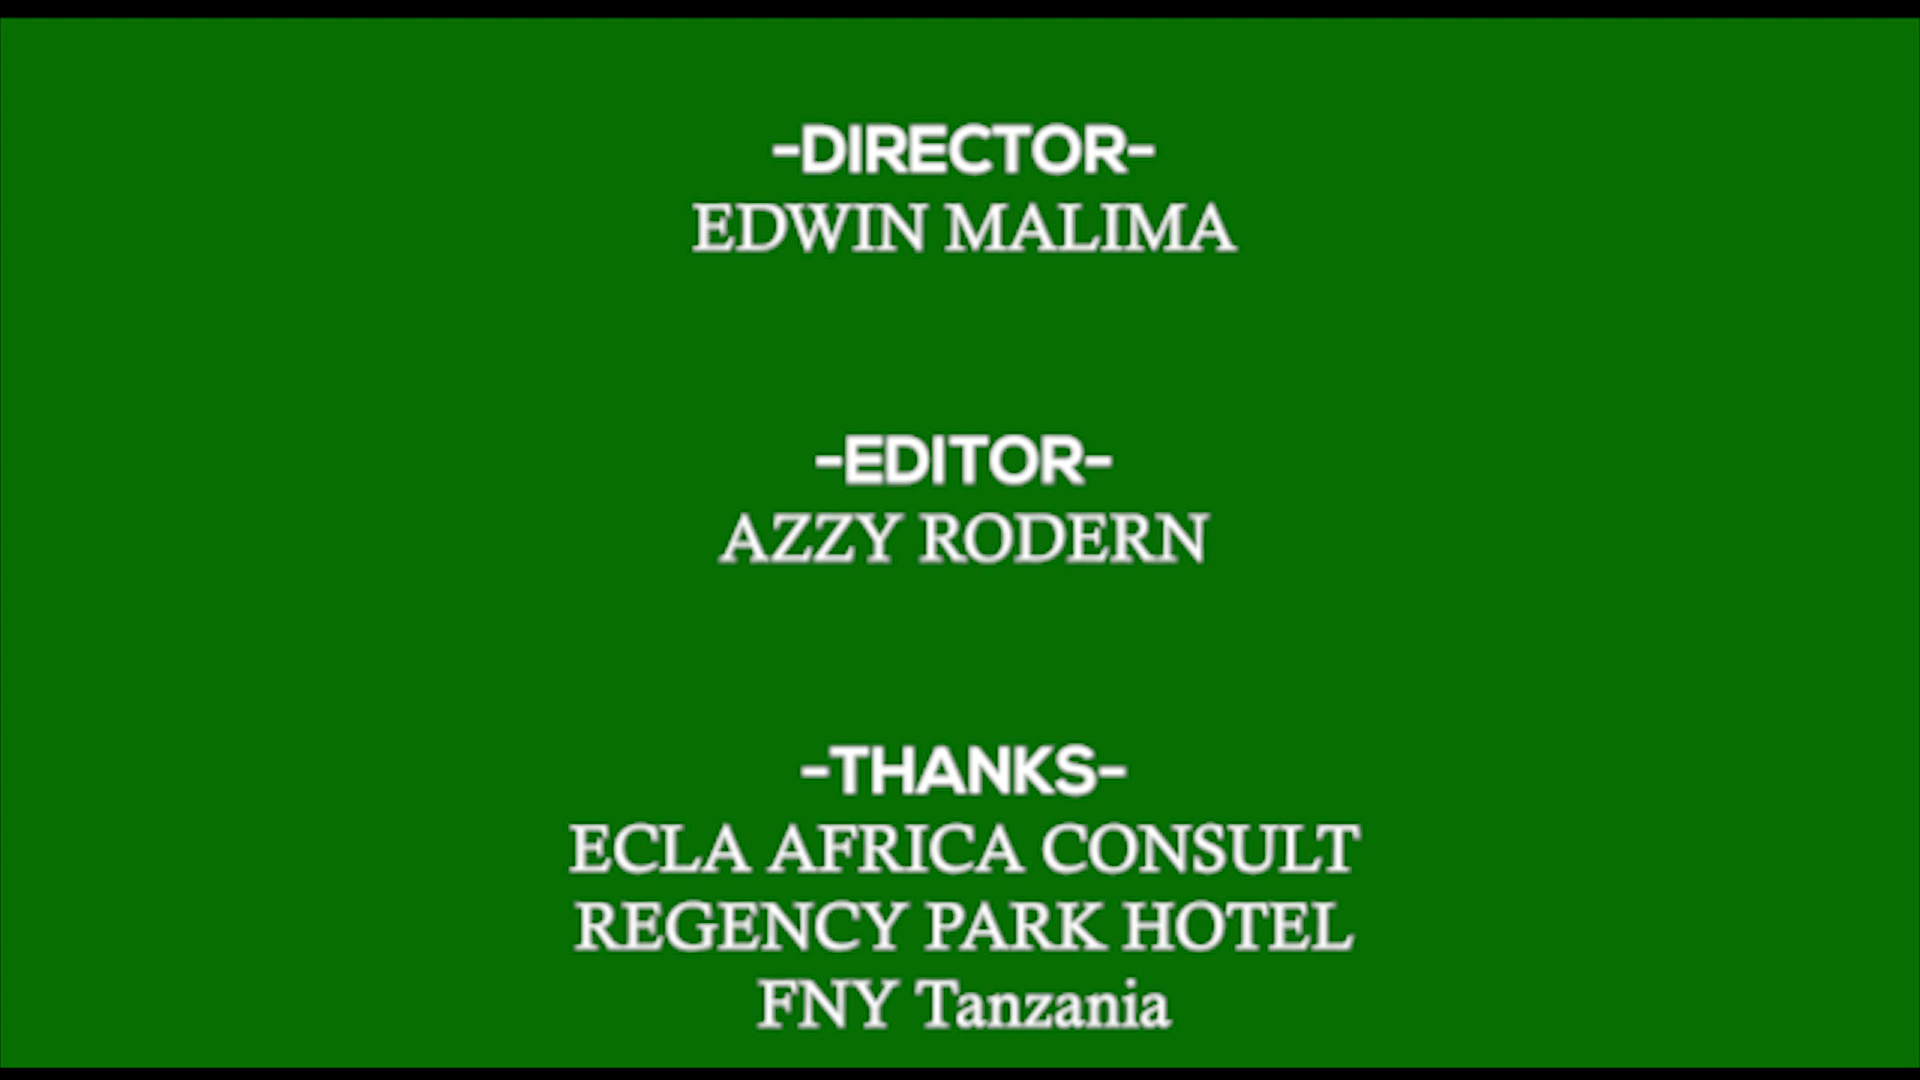 -DIRECTOR-
EDWIN MALIMA
-EDITOR-
AZZY RODERN
-THANKS-
ECLA AFRICA CONSULT
REGENCY PARK HOTEL
FNY Tanzania